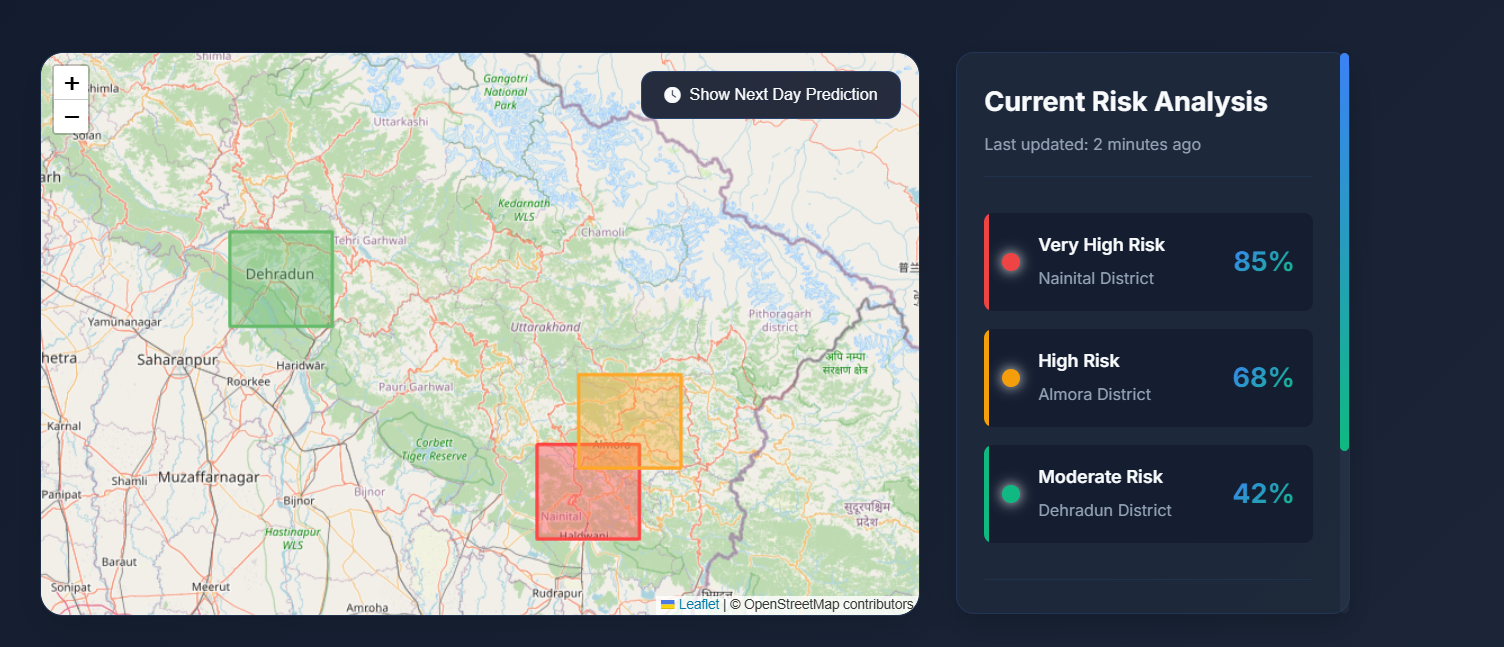 +
−
Show Next Day Prediction
Shimla
himla
Solan
arh
Gangotri
National
Park
Uttarkashi
Kedarnath
WLS
Tehri Garhwal
Chamoli
Dehradun
Yamunanagar
Uttarakhand
Pithoragarh
district
अपि नम्पा
संरक्षण क्षेत्र
hetra
Saharanpur
Haridwar
Roorkee
Pauri Garhwal
Karnal
Almora
Corbett
Tiger Reserve
Shamli
Muzaffarnagar
Panipat
Bijnor
Bijnor
Nainital
Haldwani
सुदूरपश्चिम
प्रदेश
Hastinapur
WLS
Baraut
Sonipat
Meerut
Amroha
Rudrapur
Leaflet | © OpenStreetMap contributors
Current Risk Analysis
Last updated: 2 minutes ago
Very High Risk
Nainital District
85%
High Risk
Almora District
68%
Moderate Risk
Dehradun District
42%